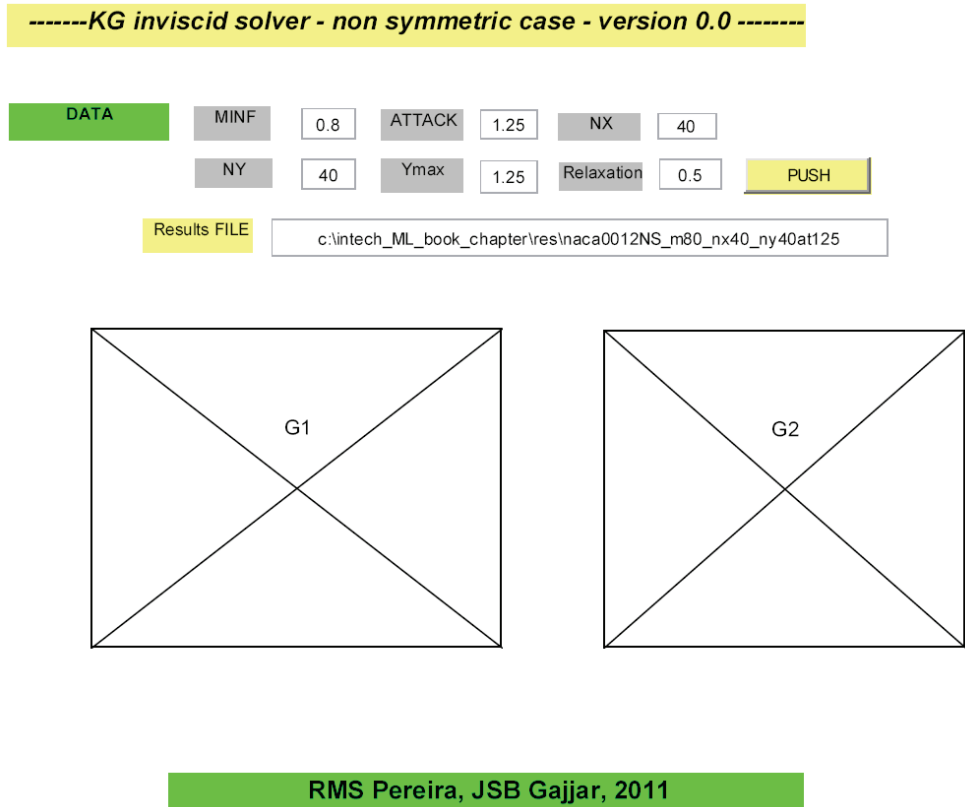 -------KG inviscid solver - non symmetric case - version 0.0 --------
DATA MINF 0.8 ATTACK 1.25 NX 40
NY 40 Ymax 1.25 Relaxation 0.5 PUSH
Results FILE c:\intech_ML_book_chapter\res\naca0012NS_m80_nx40_ny40at125
G1 G2
RMS Pereira, JSB Gajjar, 2011